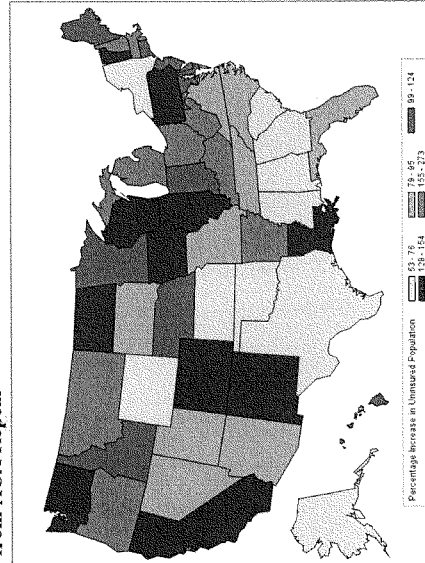 Percentage Increase in Uninsured Population
53 - 76
79 - 95
99 - 124
128 - 154
155 - 273